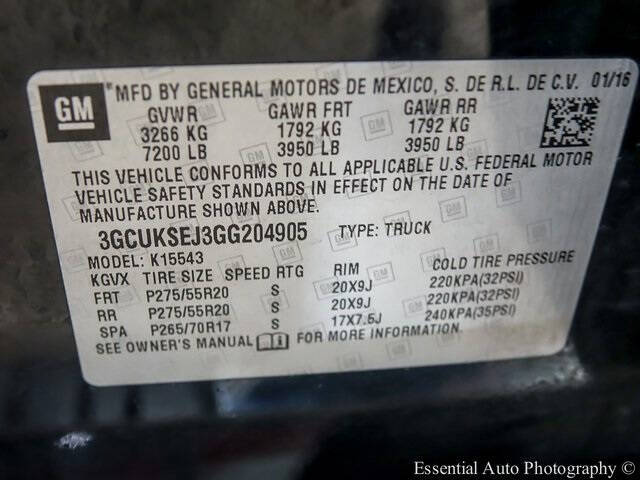 GM
MFD BY GENERAL MOTORS DE MEXICO, S. DE R.L. DE C.V. 01/16
GVWR GAWR FRT GAWR RR
3266 KG 1792 KG 1792 KG
7200 LB 3950 LB 3950 LB
THIS VEHICLE CONFORMS TO ALL APPLICABLE U.S. FEDERAL MOTOR
VEHICLE SAFETY STANDARDS IN EFFECT ON THE DATE OF
MANUFACTURE SHOWN ABOVE.
3GCUKSEJ3GG204905 TYPE: TRUCK
MODEL: K15543
KGVX TIRE SIZE SPEED RTG RIM COLD TIRE PRESSURE
FRT P275/55R20 S 20X9J 220KPA(32PSI)
RR P275/55R20 S 20X9J 220KPA(32PSI)
SPA P265/70R17 S 17X7.5J 240KPA(35PSI)
SEE OWNER'S MANUAL FOR MORE INFORMATION.
Essential Auto Photography ©